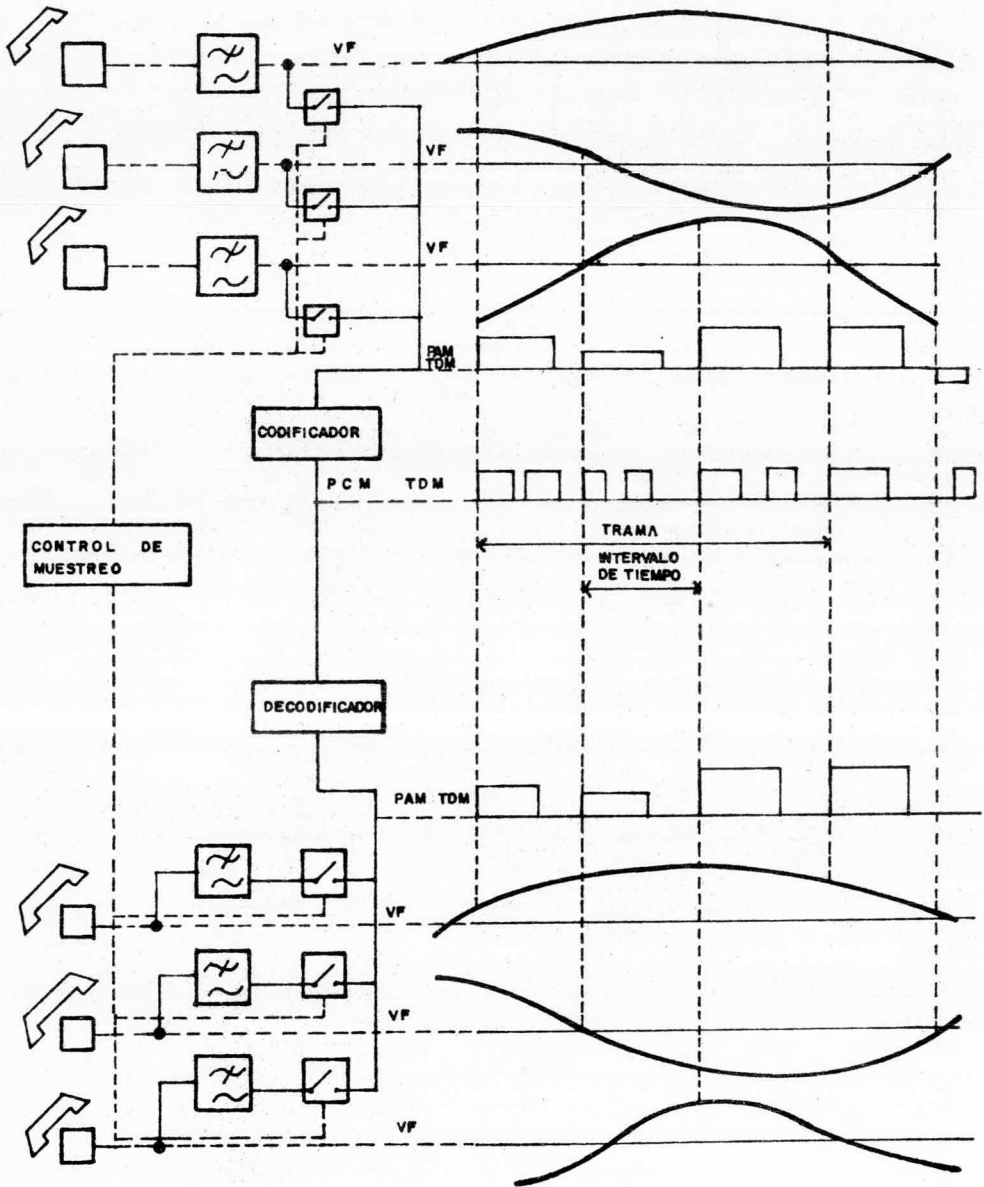 VF
VF
VF
PAM
TDM
CODIFICADOR
PCM TDM
CONTROL DE
MUESTREO
TRAMA
INTERVALO
DE TIEMPO
DECODIFICADOR
PAM TDM
VF
VF
VF